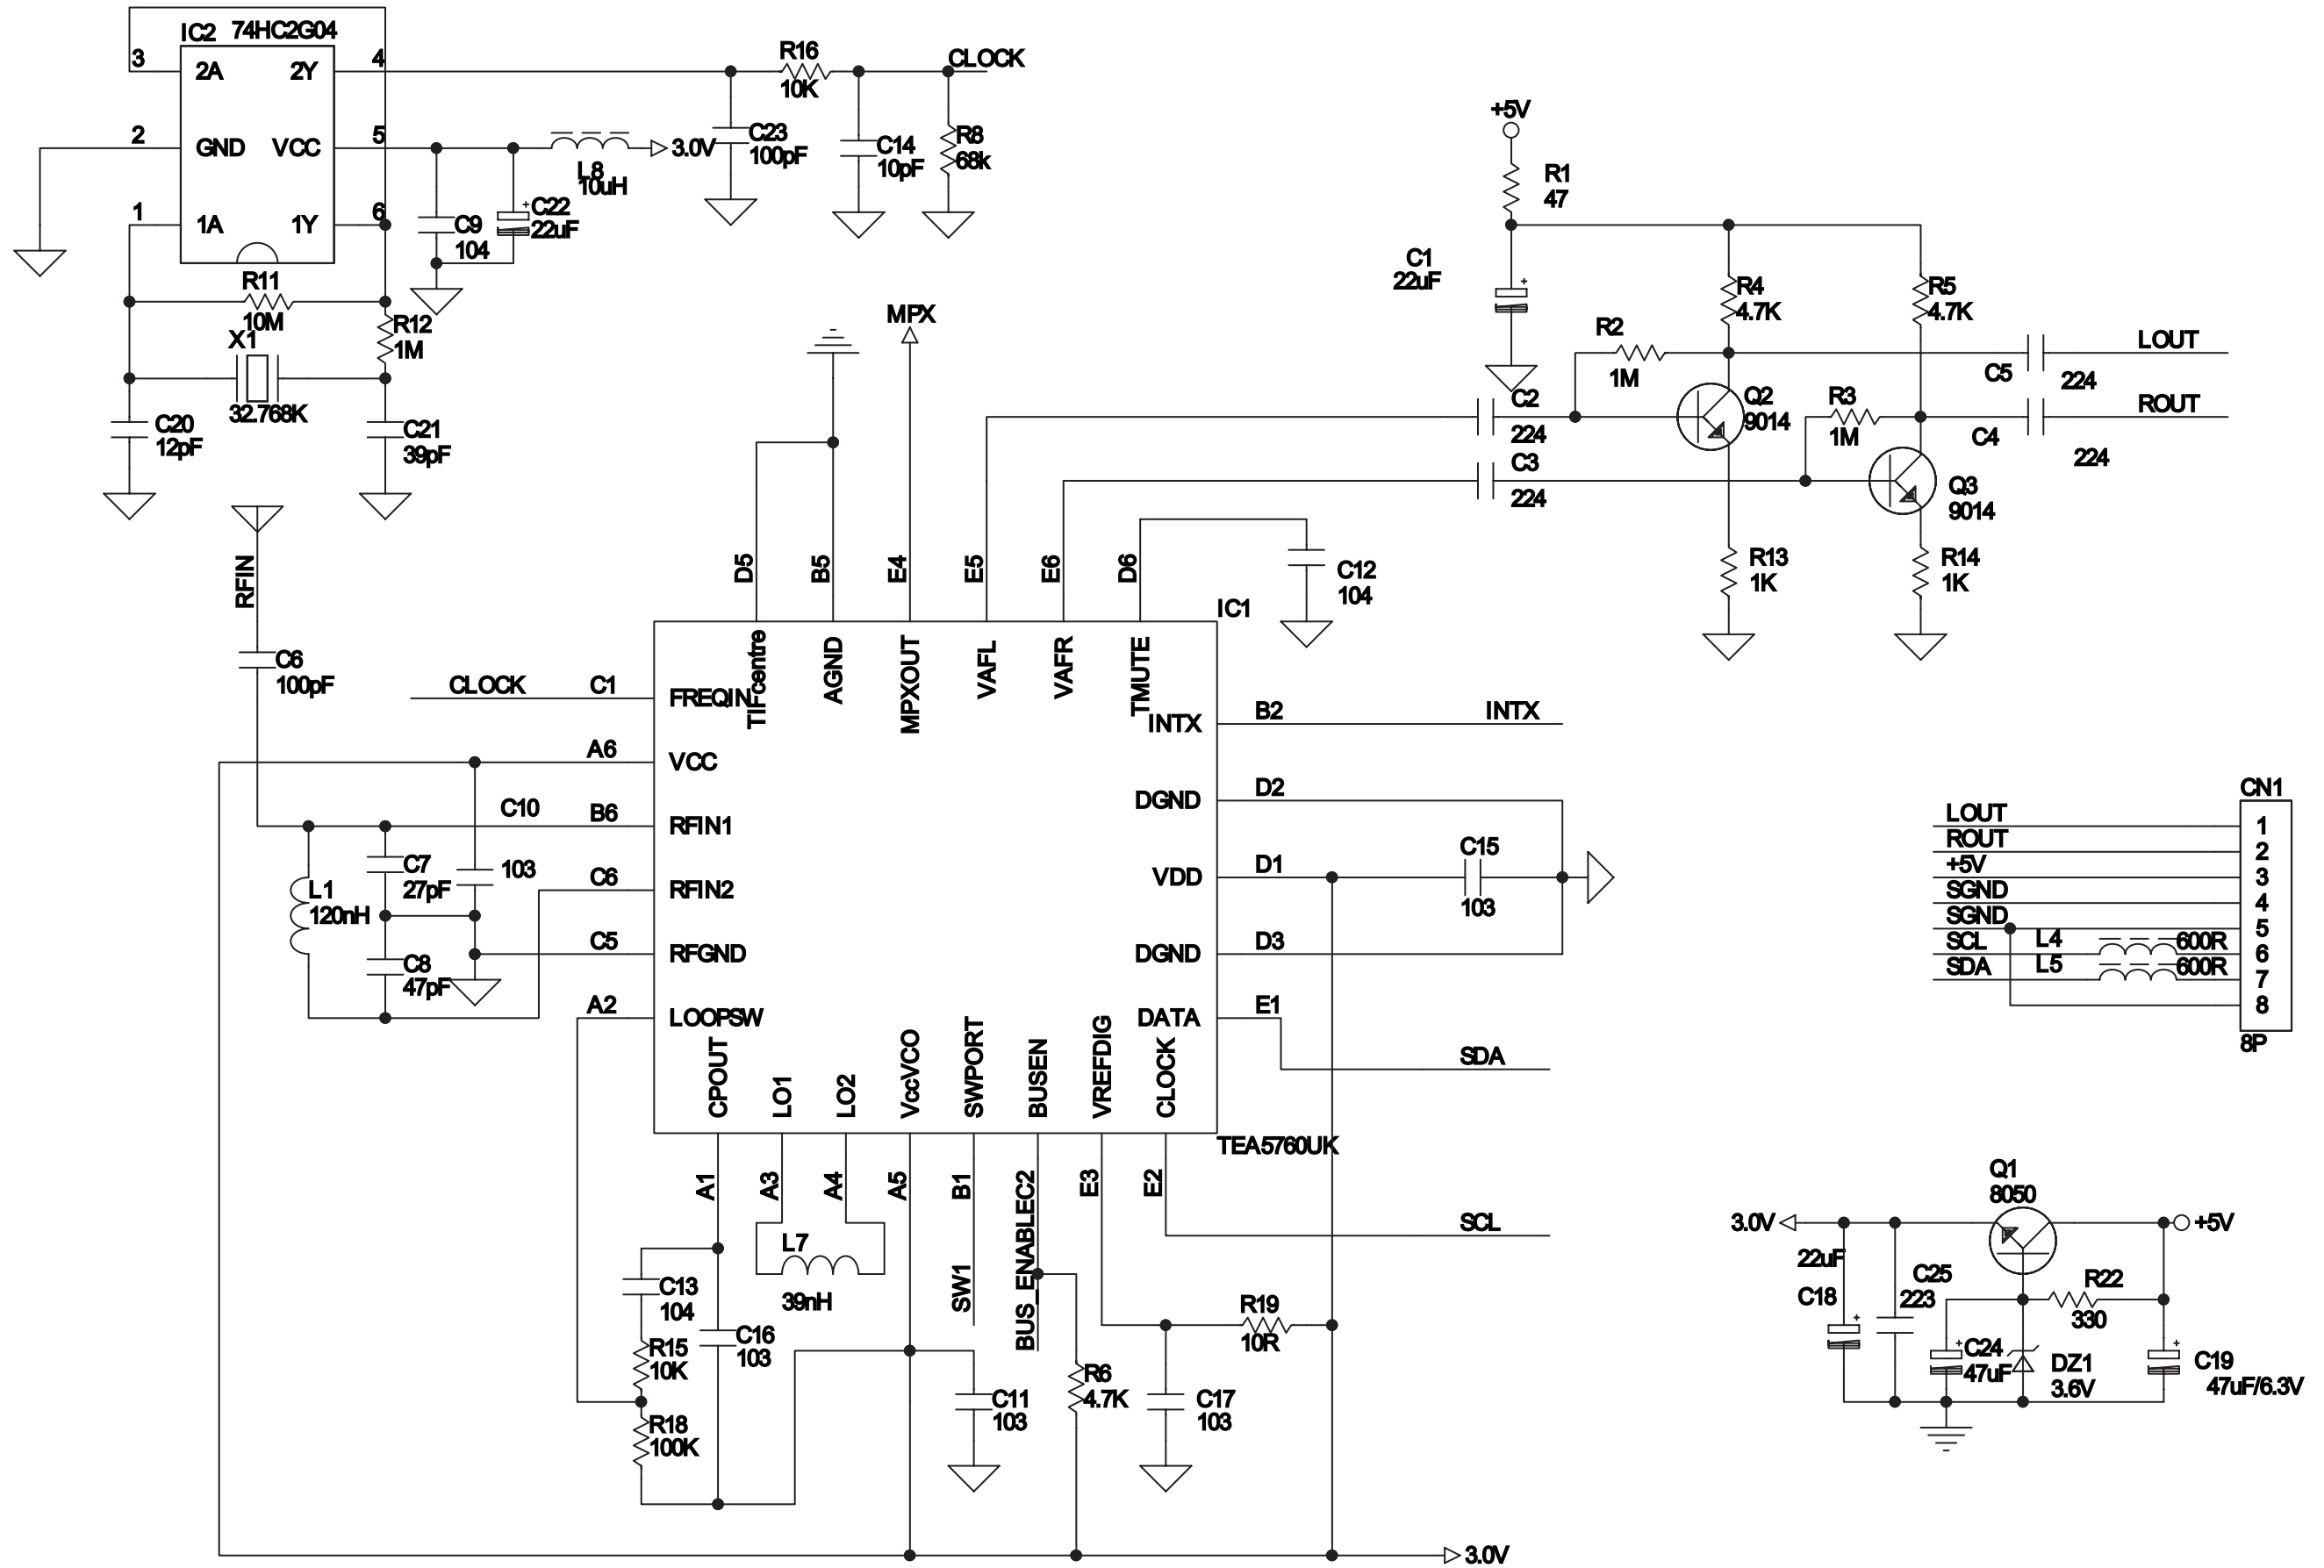 IC2 74HC2G04
3 2A 2Y 4
2 GND VCC 5
1 1A 1Y 6
R16
10K
CLOCK
C23
100pF
C14
10pF
R8
68k
L8
10uH
3.0V
C9
104
C22
22uF
R11
10M
X1
32.768K
R12
1M
C20
12pF
C21
39pF
+5V
R1
47
C1
22uF
R4
4.7K
R5
4.7K
R2
1M
C5
224
LOUT
C2
224
Q2
9014
R3
1M
C4
224
ROUT
C3
224
Q3
9014
R13
1K
R14
1K
MPX
RFIN
C6
100pF
D5
B5
E4
E5
E6
D6
C12
104
IC1
TIFcentre
AGND
MPXOUT
VAFL
VAFR
TMUTE
CLOCK C1 FREQIN
A6 VCC
C10
103
B6 RFIN1
C6 RFIN2
C5 RFGND
A2 LOOPSW
L1
120nH
C7
27pF
C8
47pF
INTX B2 INTX
DGND D2
VDD D1
C15
103
DGND D3
DATA E1
SDA
CPOUT
LO1
LO2
VccVCO
SWPORT
BUSEN
VREFDIG
CLOCK
TEA5760UK
A1
A3
A4
A5
B1
BUS_ENABLEC2
E3
E2
SCL
SW1
L7
39nH
C13
104
R15
10K
C16
103
R18
100K
C11
103
R6
4.7K
C17
103
R19
10R
3.0V
CN1
LOUT 1
ROUT 2
+5V 3
SGND 4
SGND 5
SCL L4 600R 6
SDA L5 600R 7
8
8P
Q1
8050
3.0V
+5V
22uF
C18
C25
223
R22
330
C24
47uF
DZ1
3.6V
C19
47uF/6.3V